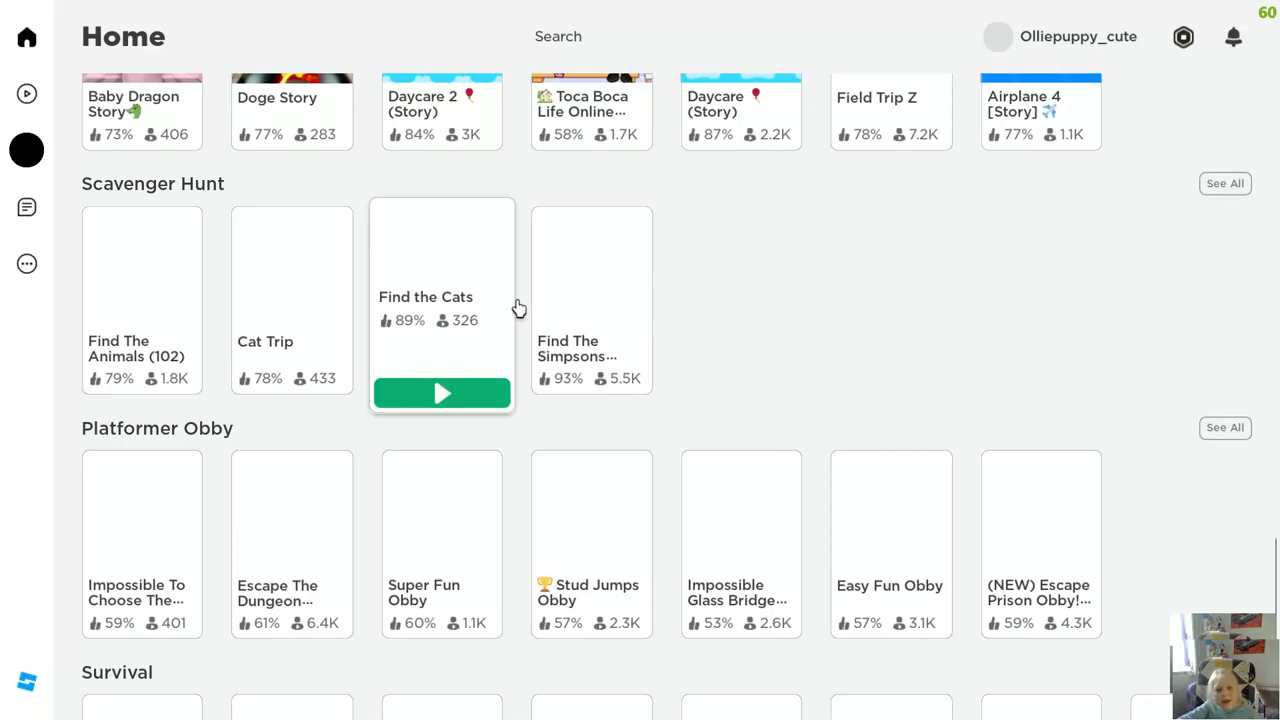 60
Home
Search
Olliepuppy_cute
Baby Dragon
Story🐉
73% 406
Doge Story
77% 283
Daycare 2 🎈
(Story)
84% 3K
🏡 Toca Boca
Life Online...
58% 1.7K
Daycare 🎈
(Story)
87% 2.2K
Field Trip Z
78% 7.2K
Airplane 4
[Story] ✈️
77% 1.1K
Scavenger Hunt
See All
Find The
Animals (102)
79% 1.8K
Cat Trip
78% 433
Find the Cats
89% 326
Find The
Simpsons...
93% 5.5K
Platformer Obby
See All
Impossible To
Choose The...
59% 401
Escape The
Dungeon...
61% 6.4K
Super Fun
Obby
60% 1.1K
🏆 Stud Jumps
Obby
57% 2.3K
Impossible
Glass Bridge...
53% 2.6K
Easy Fun Obby
57% 3.1K
(NEW) Escape
Prison Obby!...
59% 4.3K
Survival